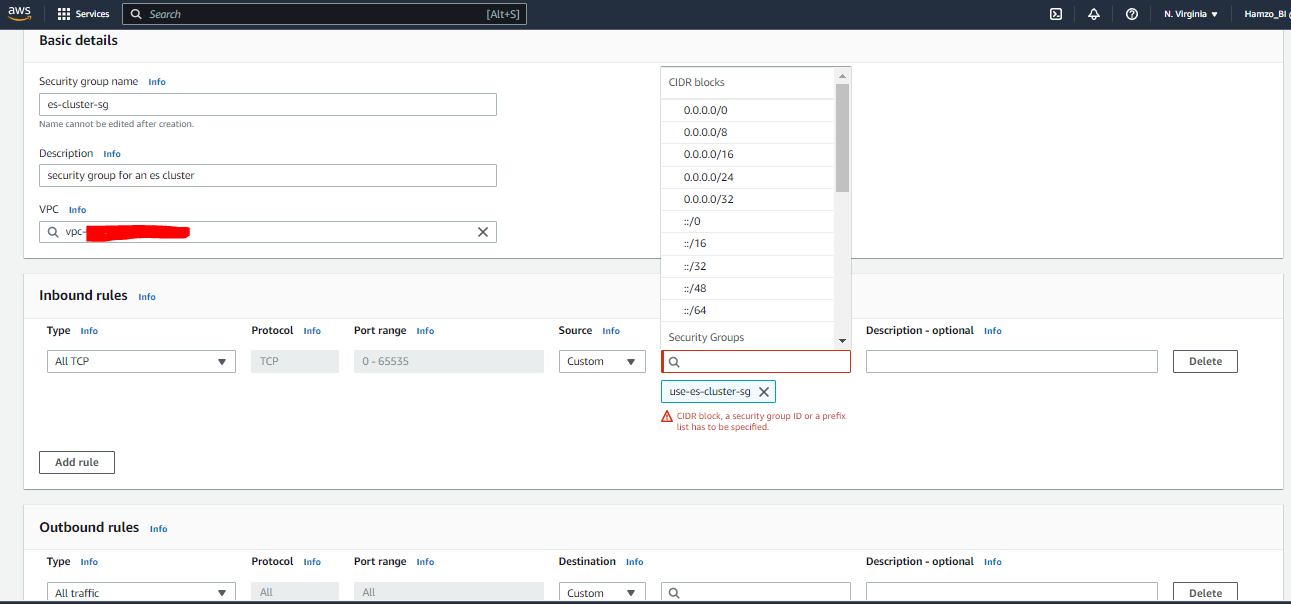 aws
Services
Search
[Alt+S]
N. Virginia
Hamzo_BI
Basic details
Security group name Info
es-cluster-sg
Name cannot be edited after creation.
Description Info
security group for an es cluster
VPC Info
vpc-
CIDR blocks
0.0.0.0/0
0.0.0.0/8
0.0.0.0/16
0.0.0.0/24
0.0.0.0/32
::/0
::/16
::/32
::/48
::/64
Security Groups
Inbound rules Info
Type Info
Protocol Info
Port range Info
Source Info
Description - optional Info
All TCP
TCP
0 - 65535
Custom
Delete
use-es-cluster-sg
CIDR block, a security group ID or a prefix
list has to be specified.
Add rule
Outbound rules Info
Type Info
Protocol Info
Port range Info
Destination Info
Description - optional Info
All traffic
All
All
Custom
Delete